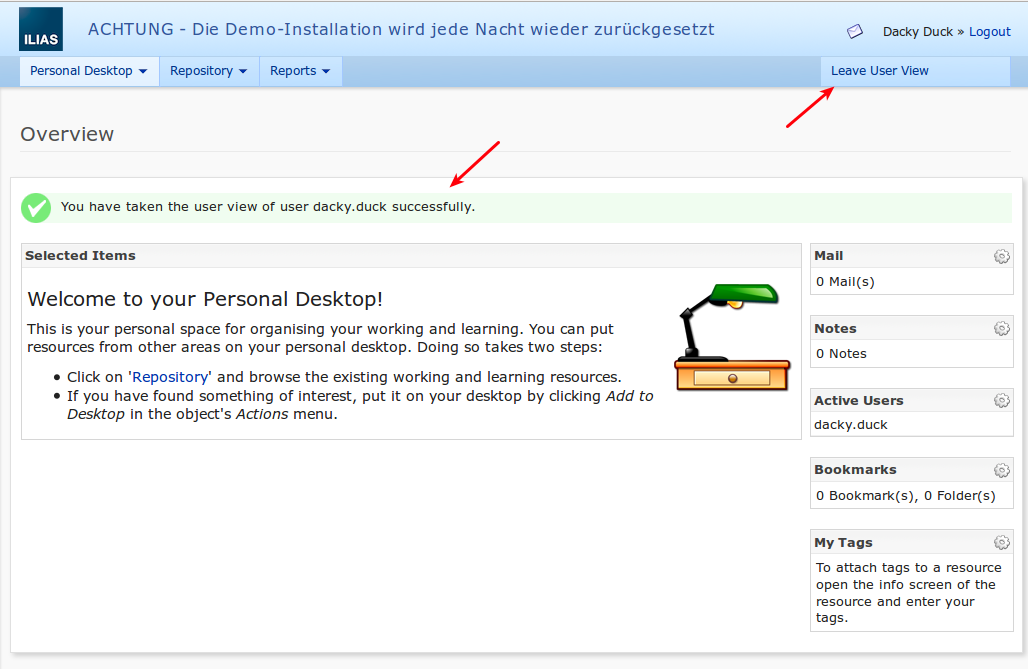 ILIAS
ACHTUNG - Die Demo-Installation wird jede Nacht wieder zurückgesetzt
Dacky Duck » Logout
Personal Desktop
Repository
Reports
Leave User View
Overview
You have taken the user view of user dacky.duck successfully.
Selected Items
Welcome to your Personal Desktop!
This is your personal space for organising your working and learning. You can put
resources from other areas on your personal desktop. Doing so takes two steps:
Click on 'Repository' and browse the existing working and learning resources.
If you have found something of interest, put it on your desktop by clicking Add to
Desktop in the object's Actions menu.
Mail
0 Mail(s)
Notes
0 Notes
Active Users
dacky.duck
Bookmarks
0 Bookmark(s), 0 Folder(s)
My Tags
To attach tags to a resource
open the info screen of the
resource and enter your
tags.